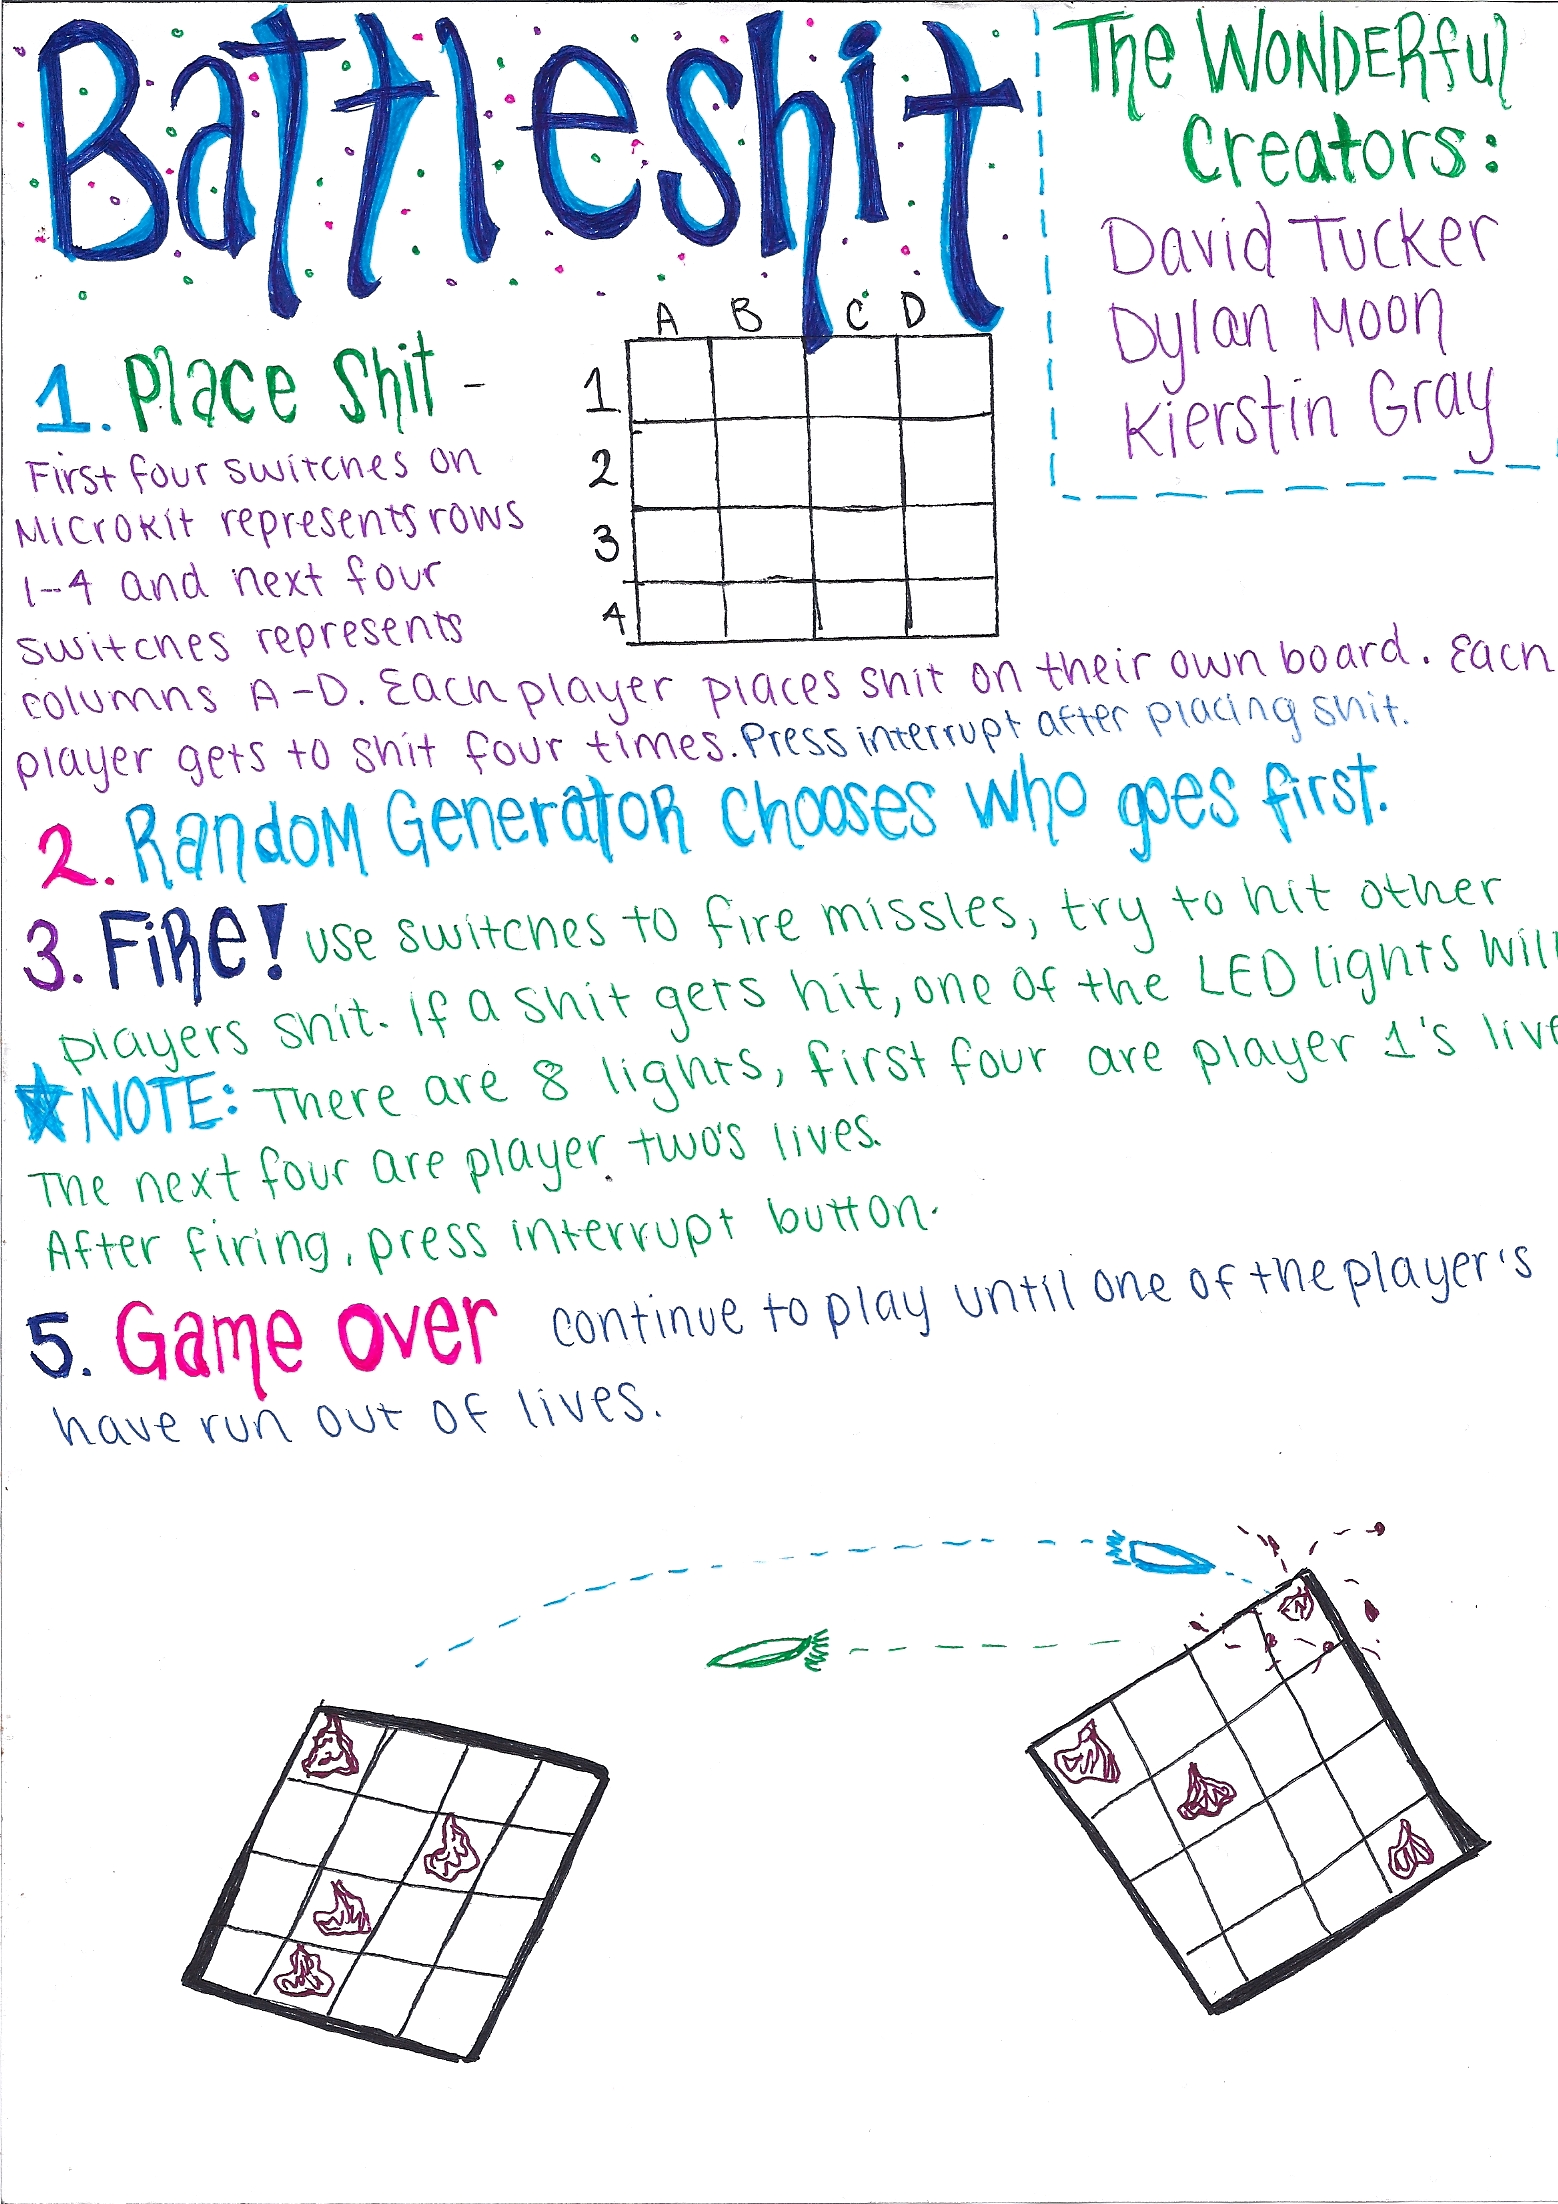 Battleshit
The WONDERful
Creators:
David Tucker
Dylan Moon
Kierstin Gray
A B C D
1
2
3
4
1. Place Shit -
First four switches on
Microkit represents rows
1-4 and next four
switches represents
columns A-D. Each player places shit on their own board. Each
player gets to shit four times. Press interrupt after placing shit.
2. Random Generator chooses who goes first.
3. FiRe! use switches to fire missles, try to hit other
players shit. If a shit gets hit, one of the LED lights will
★NOTE: There are 8 lights, first four are player 1's live
The next four are player two's lives.
After firing, press interrupt button.
5. Game Over continue to play until one of the player's
have run out of lives.